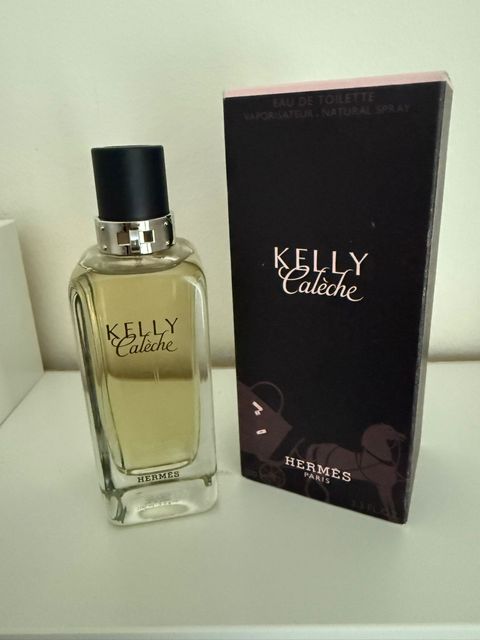 EAU DE TOILETTE
VAPORISATEUR . NATURAL SPRAY
KELLY
Calèche
HERMÈS
PARIS
KELLY
Calèche
HERMÈS